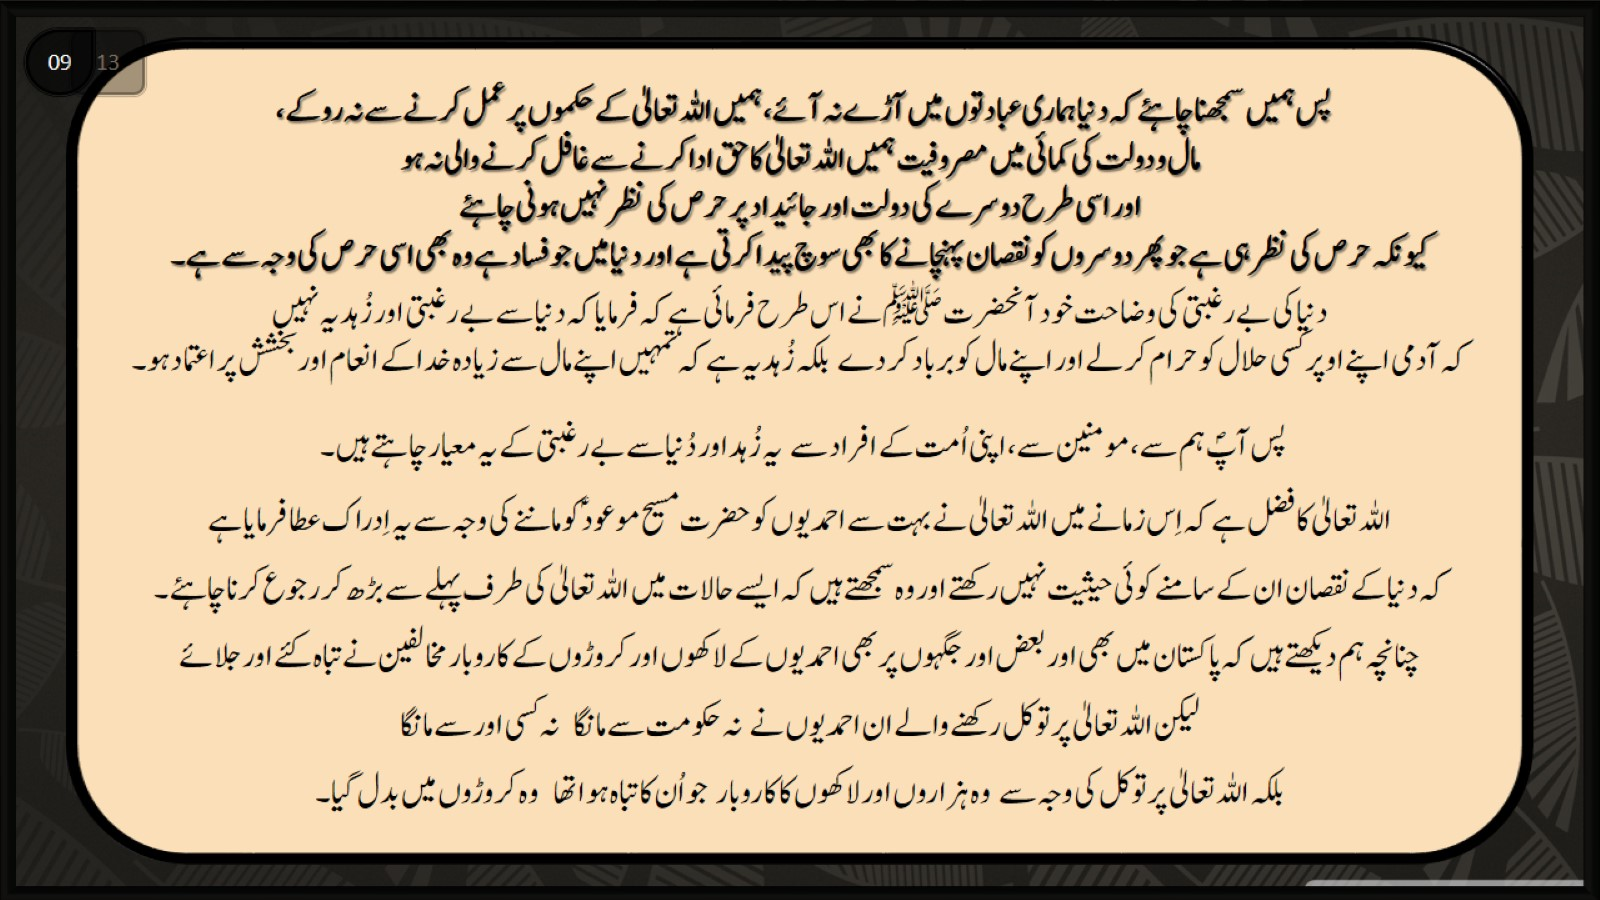 09
13
پس ہمیں سمجھنا چاہئے کہ دنیا ہماری عبادتوں میں آڑے نہ آئے، ہمیں اللہ تعالیٰ کے حکموں پر عمل کرنے سے نہ روکے،
مال و دولت کی کمائی میں مصروفیت ہمیں اللہ تعالیٰ کا حق ادا کرنے سے غافل کرنے والی نہ ہو
اور اسی طرح دوسرے کی دولت اور جائیداد پر حرص کی نظر نہیں ہونی چاہئے
کیونکہ حرص کی نظر ہی ہے جو پھر دوسروں کو نقصان پہنچانے کا بھی سوچ پیدا کرتی ہے اور دنیا میں جو فساد ہے وہ بھی اسی حرص کی وجہ سے ہے۔
دنیا کی بے رغبتی کی وضاحت خود آنحضرت ﷺ نے اس طرح فرمائی ہے کہ فرمایا کہ دنیا سے بے رغبتی اور زُہد یہ نہیں
کہ آدمی اپنے اوپر کسی حلال کو حرام کر لے اور اپنے مال کو برباد کر دے بلکہ زُہد یہ ہے کہ تمہیں اپنے مال سے زیادہ خدا کے انعام اور بخشش پر اعتماد ہو۔
پس آپؐ ہم سے، مومنین سے، اپنی اُمت کے افراد سے یہ زُہد اور دُنیا سے بے رغبتی کے یہ معیار چاہتے ہیں۔
اللہ تعالیٰ کا فضل ہے کہ اِس زمانے میں اللہ تعالیٰ نے بہت سے احمدیوں کو حضرت مسیح موعودؑ کو ماننے کی وجہ سے یہ اِدراک عطا فرمایا ہے
کہ دنیا کے نقصان ان کے سامنے کوئی حیثیت نہیں رکھتے اور وہ سمجھتے ہیں کہ ایسے حالات میں اللہ تعالیٰ کی طرف پہلے سے بڑھ کر رجوع کرنا چاہئے۔
چنانچہ ہم دیکھتے ہیں کہ پاکستان میں بھی اور بعض اور جگہوں پر بھی احمدیوں کے لاکھوں اور کروڑوں کے کاروبار مخالفین نے تباہ کئے اور جلائے
لیکن اللہ تعالیٰ پر توکل رکھنے والے ان احمدیوں نے نہ حکومت سے مانگا نہ کسی اور سے مانگا
بلکہ اللہ تعالیٰ پر توکل کی وجہ سے وہ ہزاروں اور لاکھوں کا کاروبار جو اُن کا تباہ ہوا تھا وہ کروڑوں میں بدل گیا۔